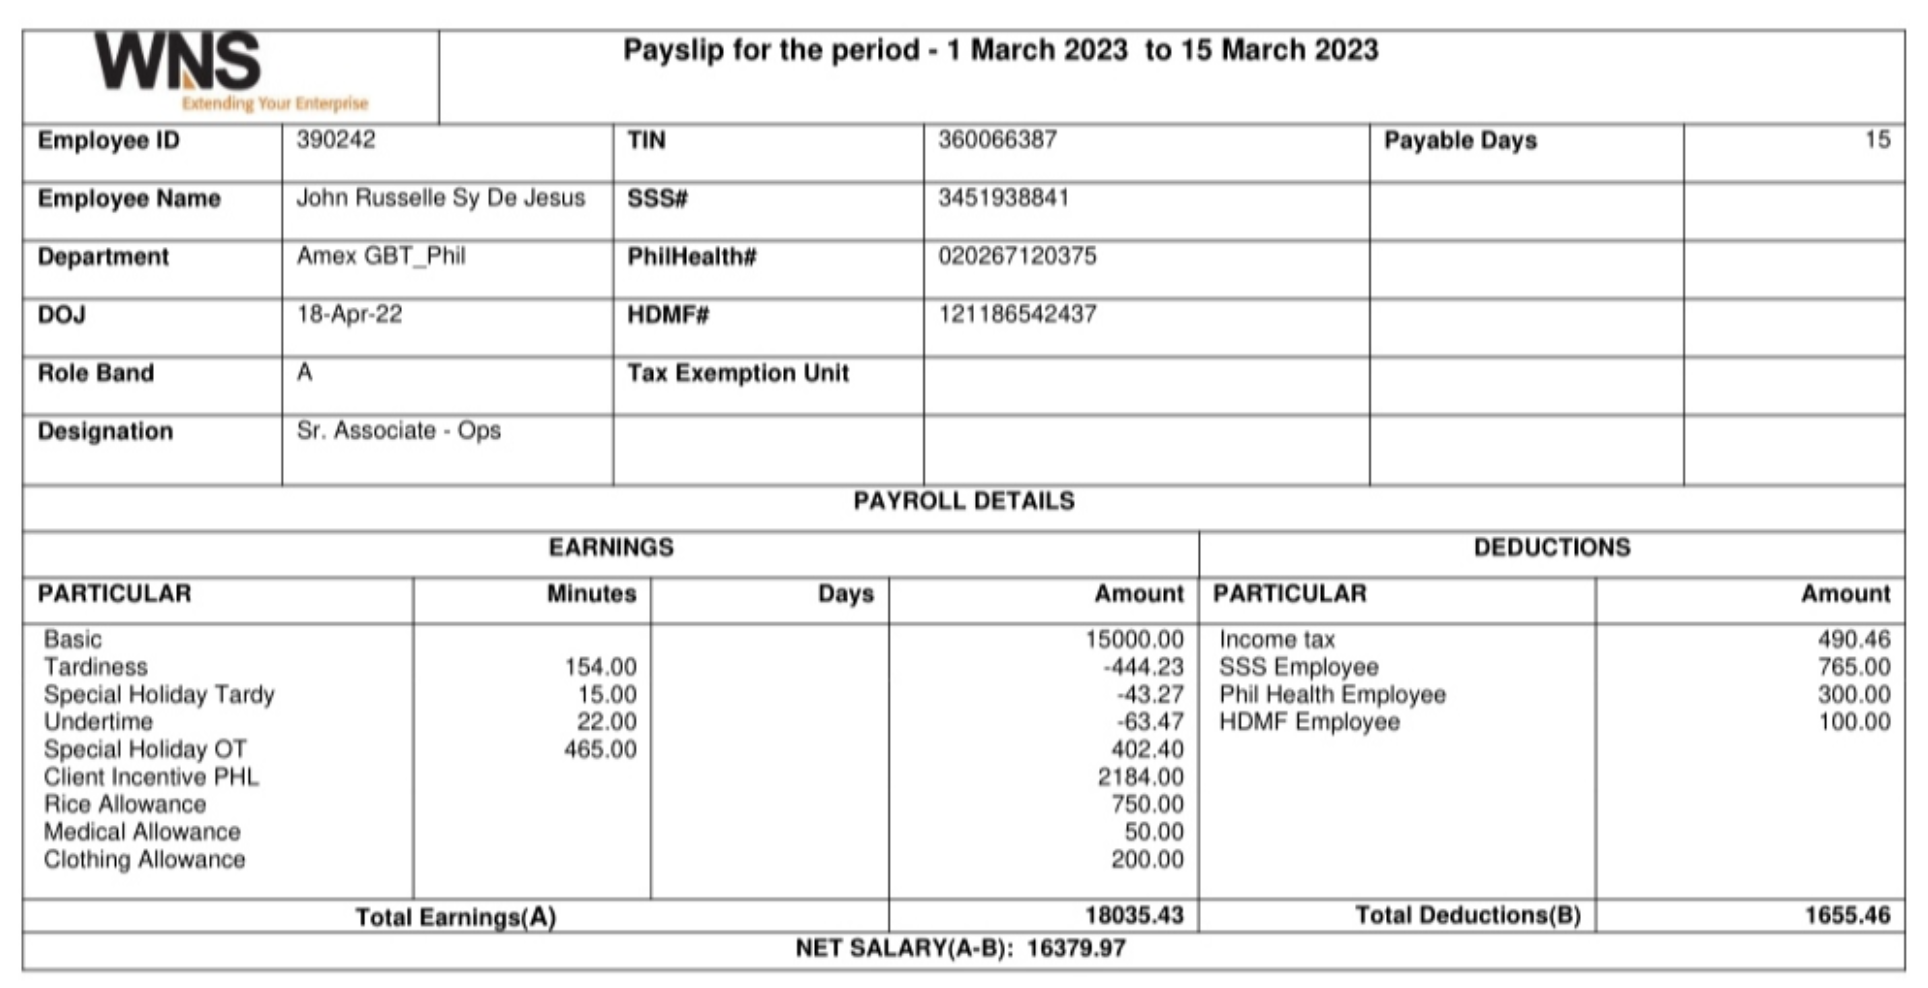 WNS
Extending Your Enterprise
Payslip for the period - 1 March 2023 to 15 March 2023
Employee ID 390242 TIN 360066387 Payable Days 15
Employee Name John Russelle Sy De Jesus SSS# 3451938841
Department Amex GBT_Phil PhilHealth# 020267120375
DOJ 18-Apr-22 HDMF# 121186542437
Role Band A Tax Exemption Unit
Designation Sr. Associate - Ops
PAYROLL DETAILS
EARNINGS DEDUCTIONS
PARTICULAR Minutes Days Amount PARTICULAR Amount
Basic 15000.00 Income tax 490.46
Tardiness 154.00 -444.23 SSS Employee 765.00
Special Holiday Tardy 15.00 -43.27 Phil Health Employee 300.00
Undertime 22.00 -63.47 HDMF Employee 100.00
Special Holiday OT 465.00 402.40
Client Incentive PHL 2184.00
Rice Allowance 750.00
Medical Allowance 50.00
Clothing Allowance 200.00
Total Earnings(A) 18035.43 Total Deductions(B) 1655.46
NET SALARY(A-B): 16379.97